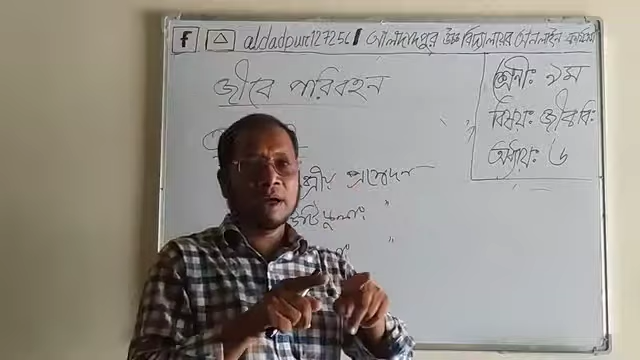 f aldadpur127256 / আলাদাদপুর উচ্চ বিদ্যালয়ের অনলাইন ক্লাস
জীবে পরিবহন
শ্রেণী: ৯ম
বিষয়: জীববি:
অধ্যায়: ৬
প্রস্বেদন
"
"